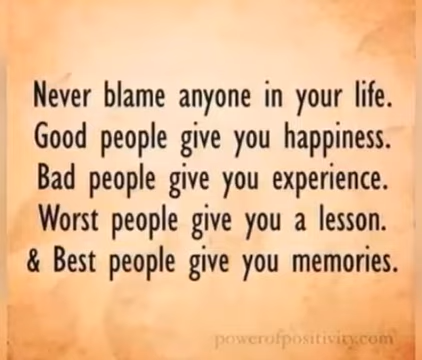 Never blame anyone in your life.
Good people give you happiness.
Bad people give you experience.
Worst people give you a lesson.
& Best people give you memories.
powerofpositivity.com